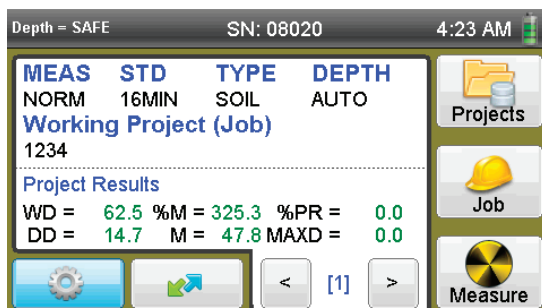 Depth = SAFE SN: 08020 4:23 AM
MEAS STD TYPE DEPTH
NORM 16MIN SOIL AUTO
Working Project (Job)
1234
Project Results
WD = 62.5 %M = 325.3 %PR = 0.0
DD = 14.7 M = 47.8 MAXD = 0.0
< [1] >
Projects
Job
Measure